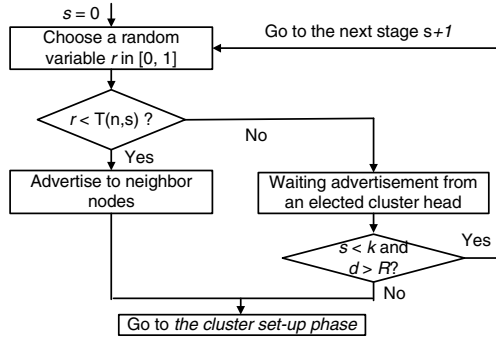 s = 0
Choose a random
variable r in [0, 1]
Go to the next stage s+1
r < T(n,s) ?
No
Yes
Advertise to neighbor
nodes
Waiting advertisement from
an elected cluster head
s < k and
d > R?
Yes
No
Go to the cluster set-up phase